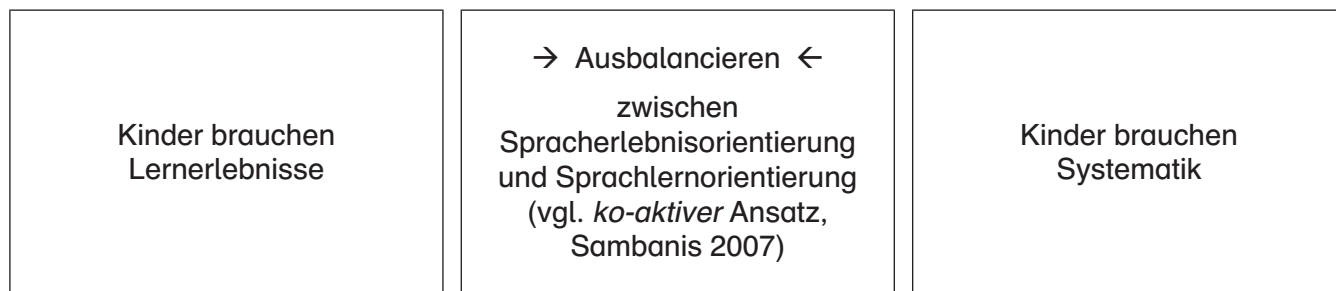 Kinder brauchen
Lernerlebnisse
→ Ausbalancieren ←
zwischen
Spracherlebnisorientierung
und Sprachlernorientierung
(vgl. ko-aktiver Ansatz,
Sambanis 2007)
Kinder brauchen
Systematik